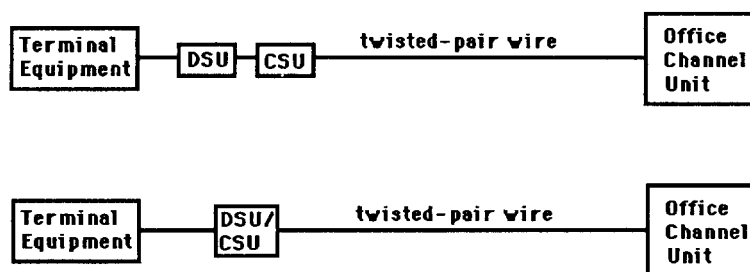 Terminal
Equipment
DSU
CSU
twisted-pair wire
Office
Channel
Unit
Terminal
Equipment
DSU/
CSU
twisted-pair wire
Office
Channel
Unit